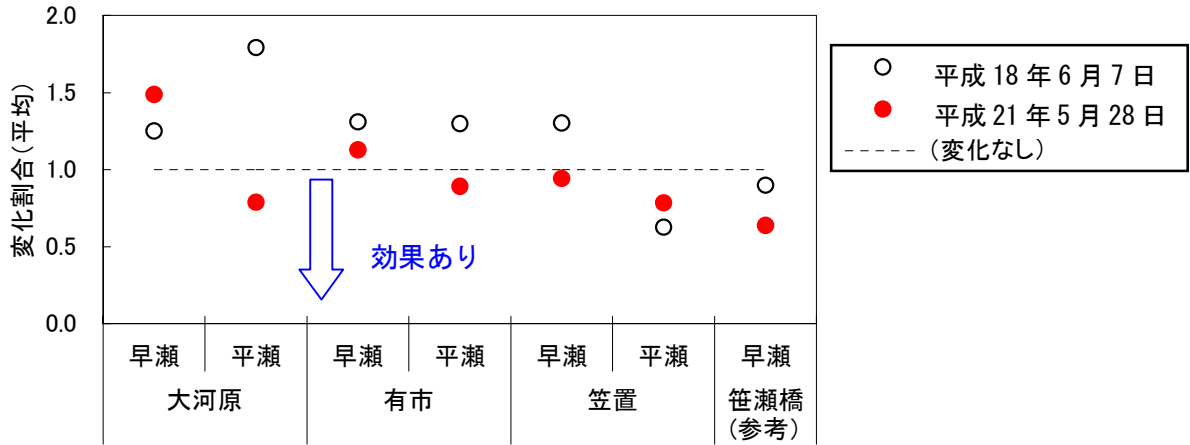 変化割合(平均)
2.0
1.5
1.0
0.5
0.0
効果あり
平成 18 年 6 月 7 日
平成 21 年 5 月 28 日
(変化なし)
早瀬 平瀬 早瀬 平瀬 早瀬 平瀬 早瀬
大河原 有市 笠置 笹瀬橋
(参考)